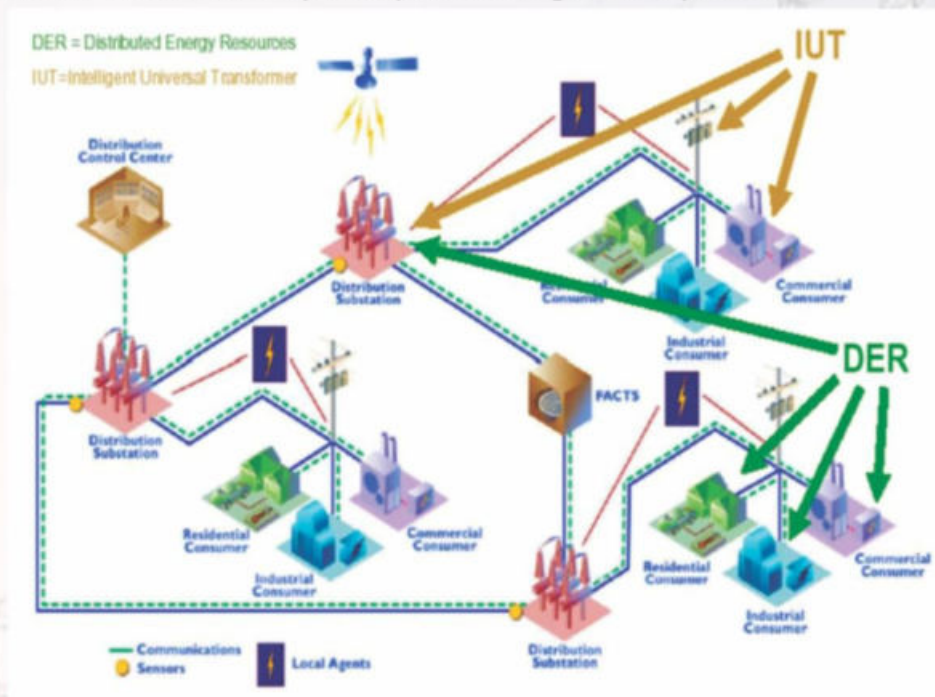 DER = Distributed Energy Resources
IUT=Intelligent Universal Transformer
IUT
Distribution
Control Center
Distribution
Substation
Residential
Consumer
Commercial
Consumer
Industrial
Consumer
DER
FACTS
Distribution
Substation
Residential
Consumer
Commercial
Consumer
Industrial
Consumer
Residential
Consumer
Commercial
Consumer
Industrial
Consumer
Distribution
Substation
Communications
Sensors
Local Agents